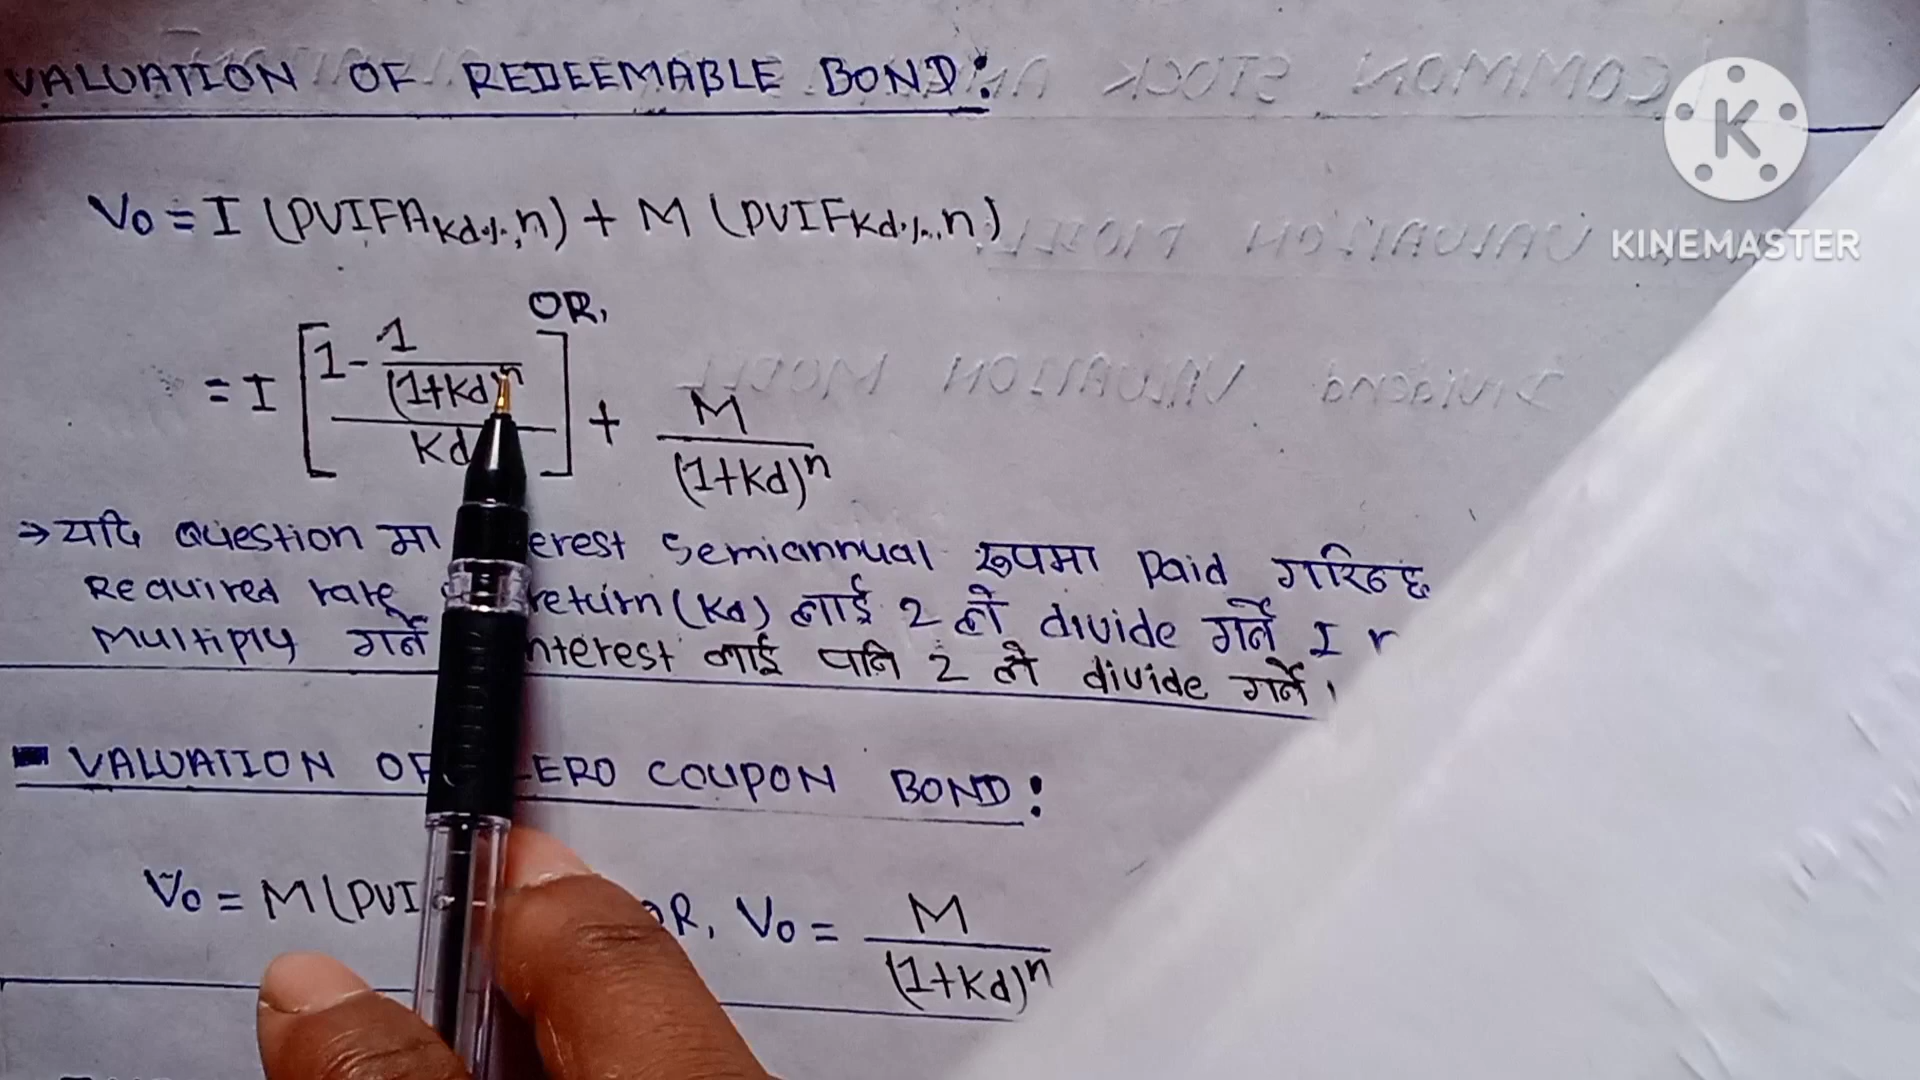 VALUATION OF REDEEMABLE BOND:
V0 = I (PVIFAkd%,n) + M (PVIFkd%,n)
OR,
= I [1 - 1/(1+kd)^n / Kd] + M/(1+kd)^n
→ यदि Question मा erest Semiannual रूपमा Paid गरिन्छ
Required rate return (Kd) लाई 2 ले divide गर्ने I
Multiply गर्ने nterest लाई पनि 2 ले divide गर्ने ।
VALUATION OF ZERO COUPON BOND:
V0 = M(PVI OR, V0 = M/(1+kd)^n
K
KINEMASTER